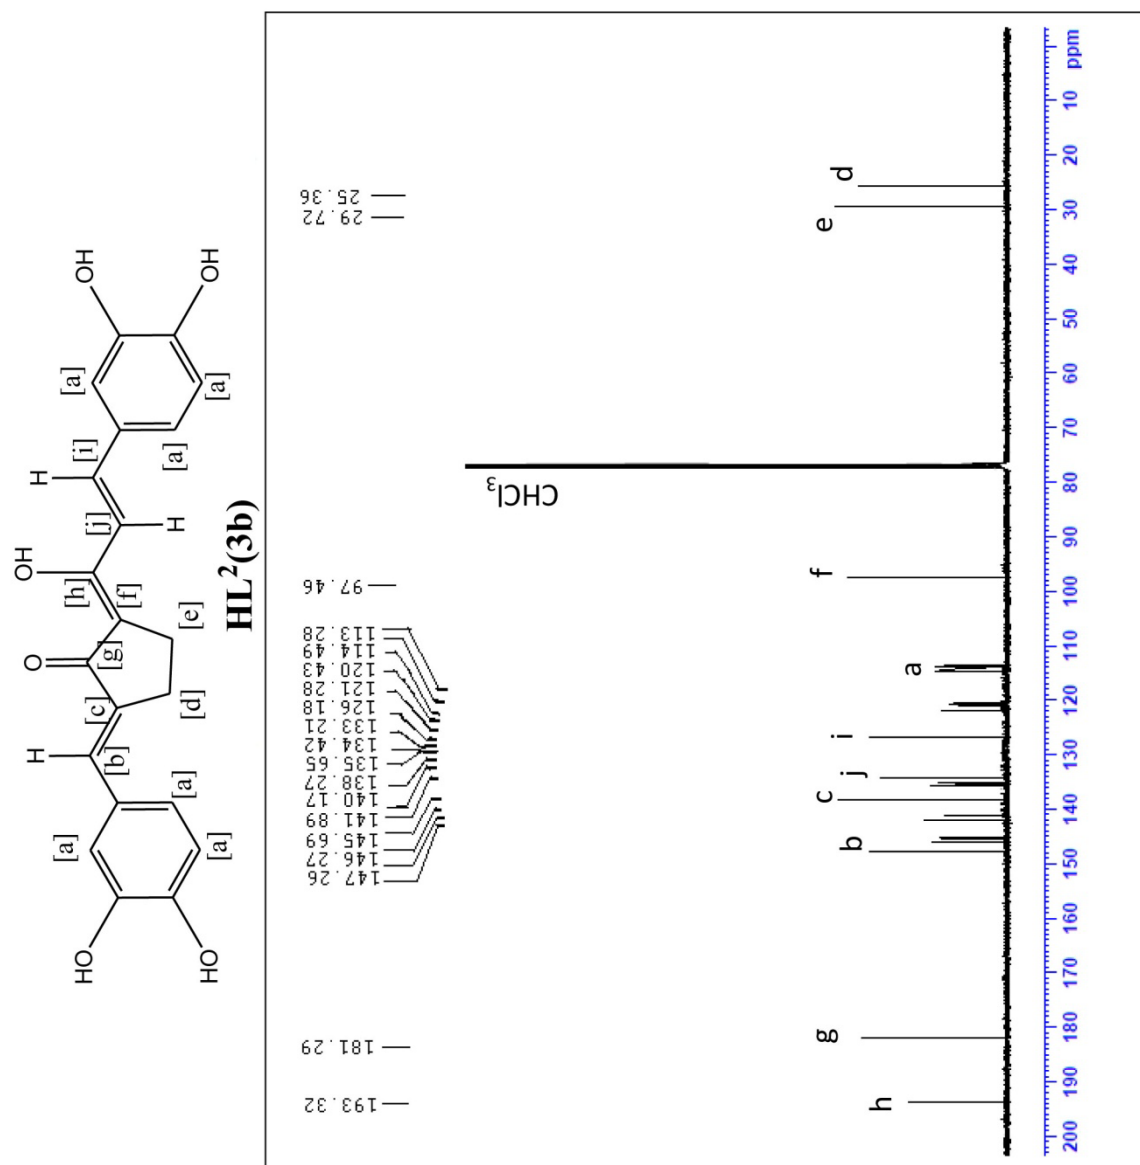 OH
OH
[a]
[a]
[a]
[i]
H
[j]
H
OH
[h]
[f]
[e]
O
[g]
[c]
[d]
H
[b]
[a]
[a]
[a]
HO
HO
HL²(3b)
25.36
29.72
97.46
113.28
114.49
120.43
121.28
126.18
133.21
134.42
135.65
138.27
140.17
141.89
145.69
146.27
147.26
181.29
193.32
d
e
CHCl₃
f
a
i
j
c
b
g
h
ppm
10
20
30
40
50
60
70
80
90
100
110
120
130
140
150
160
170
180
190
200